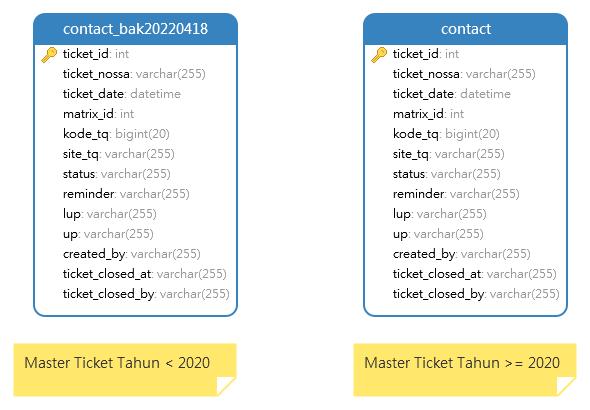 contact_bak20220418
ticket_id: int
ticket_nossa: varchar(255)
ticket_date: datetime
matrix_id: int
kode_tq: bigint(20)
site_tq: varchar(255)
status: varchar(255)
reminder: varchar(255)
lup: varchar(255)
up: varchar(255)
created_by: varchar(255)
ticket_closed_at: varchar(255)
ticket_closed_by: varchar(255)
Master Ticket Tahun < 2020
contact
ticket_id: int
ticket_nossa: varchar(255)
ticket_date: datetime
matrix_id: int
kode_tq: bigint(20)
site_tq: varchar(255)
status: varchar(255)
reminder: varchar(255)
lup: varchar(255)
up: varchar(255)
created_by: varchar(255)
ticket_closed_at: varchar(255)
ticket_closed_by: varchar(255)
Master Ticket Tahun >= 2020